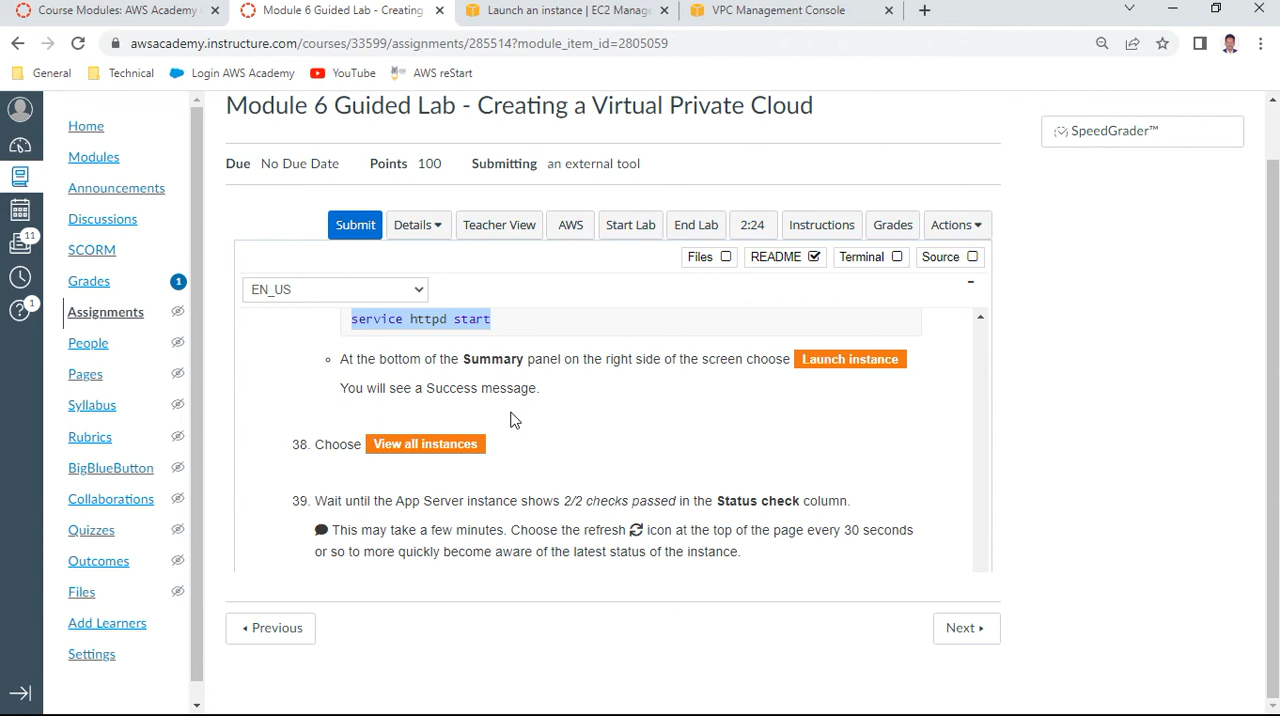 Course Modules: AWS Academy
Module 6 Guided Lab - Creating
Launch an instance | EC2 Manage
VPC Management Console
awsacademy.instructure.com/courses/33599/assignments/285514?module_item_id=2805059
General
Technical
Login AWS Academy
YouTube
AWS reStart
Module 6 Guided Lab - Creating a Virtual Private Cloud
SpeedGrader™
Due No Due Date Points 100 Submitting an external tool
Home
Modules
Announcements
Discussions
SCORM
Grades 1
Assignments
People
Pages
Syllabus
Rubrics
BigBlueButton
Collaborations
Quizzes
Outcomes
Files
Add Learners
Settings
11
1
Submit Details Teacher View AWS Start Lab End Lab 2:24 Instructions Grades Actions
Files README Terminal Source
EN_US
service httpd start
At the bottom of the Summary panel on the right side of the screen choose Launch instance
You will see a Success message.
38. Choose View all instances
39. Wait until the App Server instance shows 2/2 checks passed in the Status check column.
This may take a few minutes. Choose the refresh icon at the top of the page every 30 seconds
or so to more quickly become aware of the latest status of the instance.
Previous
Next